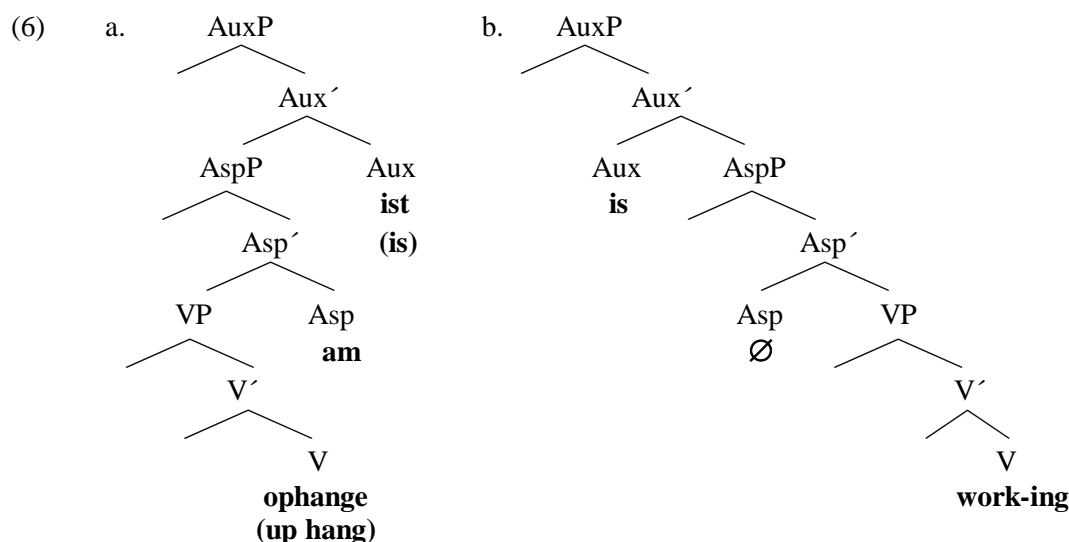 (6) a. AuxP b. AuxP
Aux´ Aux´
AspP Aux Aux AspP
ist is
(is)
Asp´ Asp´
VP Asp Asp VP
am ∅
V´ V´
V V
ophange work-ing
(up hang)